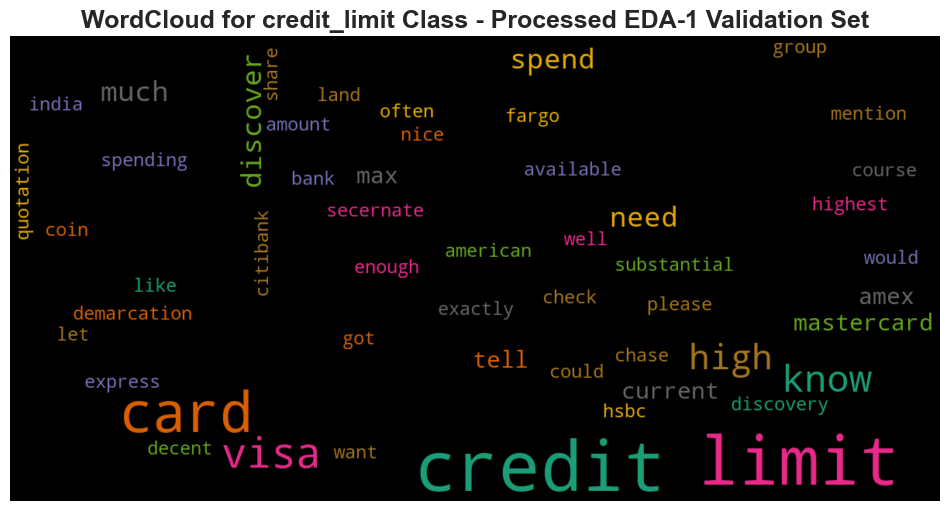 WordCloud for credit_limit Class - Processed EDA-1 Validation Set
group
spend
share
discover
much
land
india
often
fargo
mention
amount
nice
quotation
spending
available
course
bank
max
highest
secernate
need
citibank
coin
well
american
would
enough
substantial
like
check
amex
please
exactly
demarcation
mastercard
let
got
tell
chase
high
could
know
express
current
discovery
hsbc
card
decent
visa
want
credit
limit